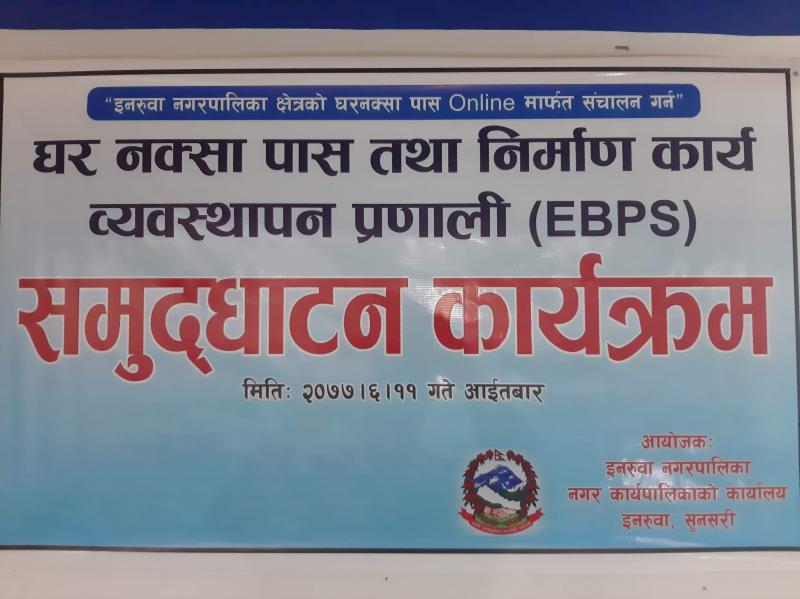 “इनरुवा नगरपालिका क्षेत्रको घरनक्सा पास Online मार्फत संचालन गर्न”
घर नक्सा पास तथा निर्माण कार्य
व्यवस्थापन प्रणाली (EBPS)
समुद्घाटन कार्यक्रम
मितिः २०७७।६।११ गते आईतबार
आयोजकः
इनरुवा नगरपालिका
नगर कार्यपालिकाको कार्यालय
इनरुवा, सुनसरी